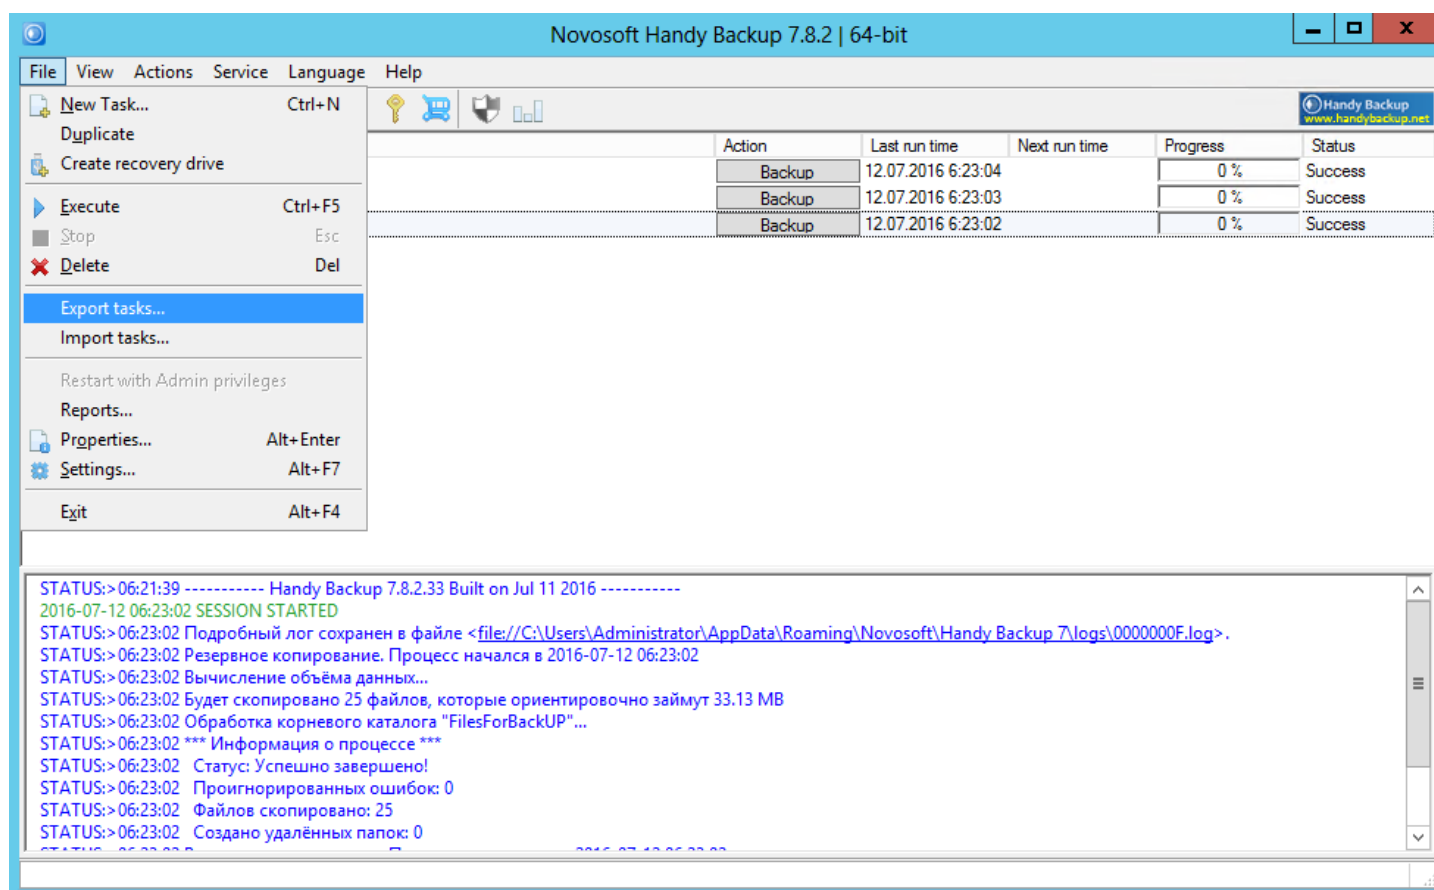 Novosoft Handy Backup 7.8.2 | 64-bit
File View Actions Service Language Help
New Task... Ctrl+N
Duplicate
Create recovery drive
Execute Ctrl+F5
Stop Esc
Delete Del
Export tasks...
Import tasks...
Restart with Admin privileges
Reports...
Properties... Alt+Enter
Settings... Alt+F7
Exit Alt+F4
Handy Backup
www.handybackup.net
Action Last run time Next run time Progress Status
Backup 12.07.2016 6:23:04 0 % Success
Backup 12.07.2016 6:23:03 0 % Success
Backup 12.07.2016 6:23:02 0 % Success
STATUS:> 06:21:39 ----------- Handy Backup 7.8.2.33 Built on Jul 11 2016 -----------
2016-07-12 06:23:02 SESSION STARTED
STATUS:> 06:23:02 Подробный лог сохранен в файле <file://C:\Users\Administrator\AppData\Roaming\Novosoft\Handy Backup 7\logs\0000000F.log>.
STATUS:> 06:23:02 Резервное копирование. Процесс начался в 2016-07-12 06:23:02
STATUS:> 06:23:02 Вычисление объёма данных...
STATUS:> 06:23:02 Будет скопировано 25 файлов, которые ориентировочно займут 33.13 MB
STATUS:> 06:23:02 Обработка корневого каталога "FilesForBackUP"...
STATUS:> 06:23:02 *** Информация о процессе ***
STATUS:> 06:23:02 Статус: Успешно завершено!
STATUS:> 06:23:02 Проигнорированных ошибок: 0
STATUS:> 06:23:02 Файлов скопировано: 25
STATUS:> 06:23:02 Создано удалённых папок: 0